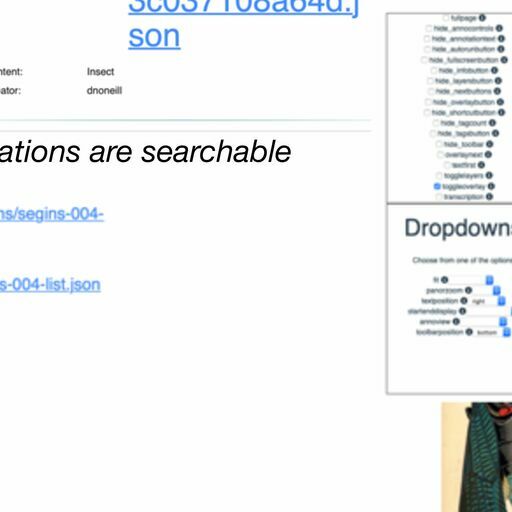 3c037108a64d.j
son
ntent: Insect
ator: dnoneill
ations are searchable
ns/segins-004-
s-004-list.json
fullpage
hide_annocontrols
hide_annotationtext
hide_autorunbutton
hide_fullscreenbutton
hide_infobutton
hide_layersbutton
hide_nextbuttons
hide_overlaybutton
hide_shortcutbutton
hide_tagcount
hide_tagsbutton
hide_toolbar
overlaynext
textfirst
togglelayers
toggleoverlay
transcription
Dropdowns
Choose from one of the options
fit
panorzoom
textposition right
startenddisplay
annoview
toolbarposition bottom